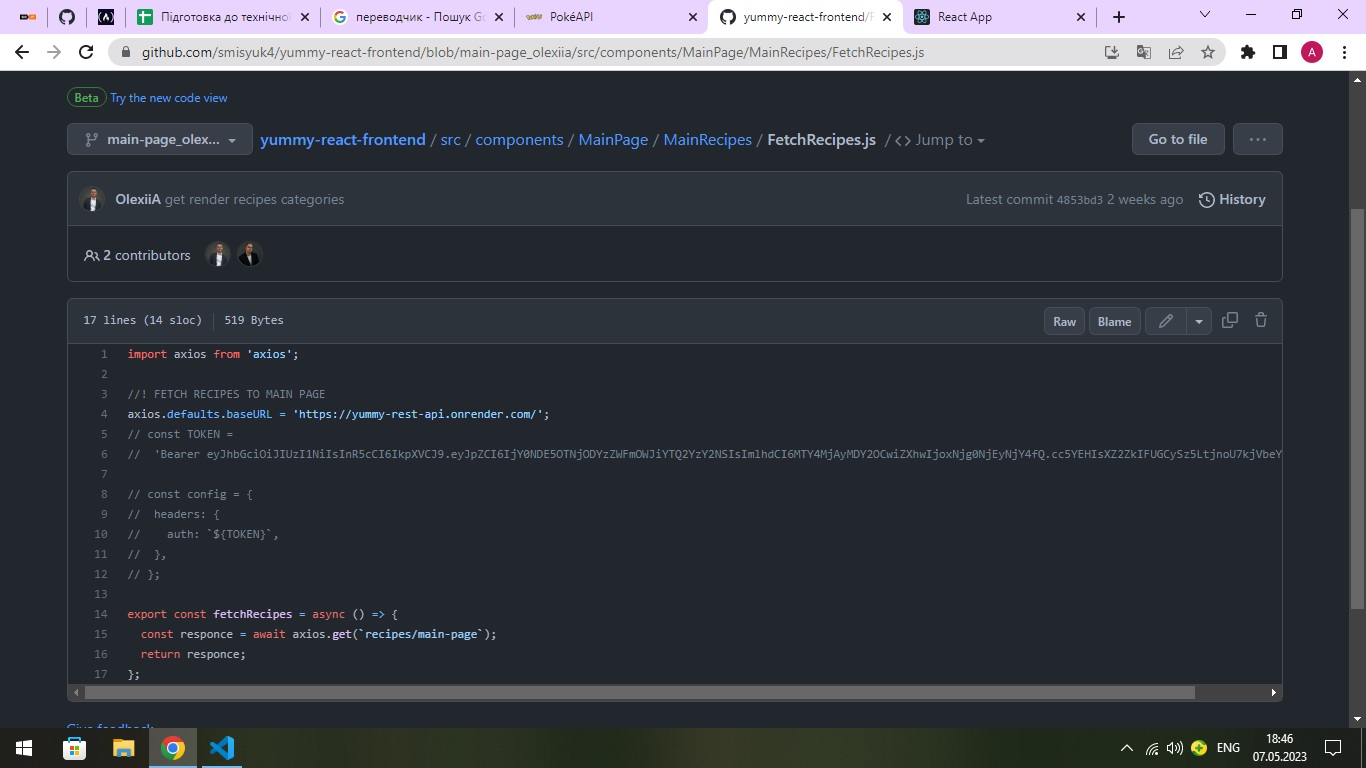 Підготовка до технічної
переводчик - Пошук Go
PokéAPI
yummy-react-frontend/F
React App
github.com/smisyuk4/yummy-react-frontend/blob/main-page_olexiia/src/components/MainPage/MainRecipes/FetchRecipes.js
A
Beta Try the new code view
main-page_olex... yummy-react-frontend / src / components / MainPage / MainRecipes / FetchRecipes.js / <> Jump to Go to file ...
OlexiiA get render recipes categories Latest commit 4853bd3 2 weeks ago History
2 contributors
17 lines (14 sloc) 519 Bytes Raw Blame
1 import axios from 'axios';
2
3 //! FETCH RECIPES TO MAIN PAGE
4 axios.defaults.baseURL = 'https://yummy-rest-api.onrender.com/';
5 // const TOKEN =
6 //  'Bearer eyJhbGciOiJIUzI1NiIsInR5cCI6IkpXVCJ9.eyJpZCI6IjY0NDE5OTNjODYzZWFmOWJiYTQ2YzY2NSIsImlhdCI6MTY4MjAyMDY2OCwiZXhwIjoxNjg0NjEyNjY4fQ.cc5YEHIsXZ2ZkIFUGCySz5LtjnoU7kjVbeY
7
8 // const config = {
9 //  headers: {
10 //    auth: `${TOKEN}`,
11 //  },
12 // };
13
14 export const fetchRecipes = async () => {
15   const responce = await axios.get(`recipes/main-page`);
16   return responce;
17 };
Give feedback
ENG
18:46
07.05.2023